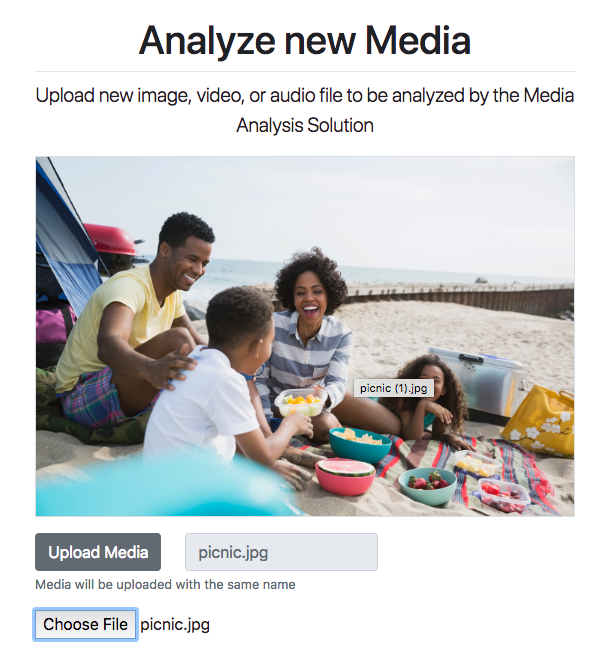 Analyze new Media
Upload new image, video, or audio file to be analyzed by the Media
Analysis Solution
picnic (1).jpg
Upload Media
picnic.jpg
Media will be uploaded with the same name
Choose File picnic.jpg